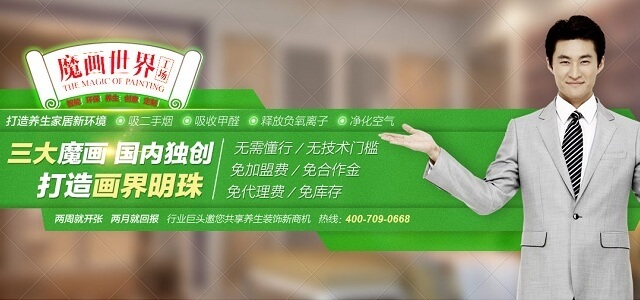 魔画世界 工场
THE MAGIC OF PAINTING
打造养生家居新环境 吸二手烟 吸收甲醛 释放负氧离子 净化空气
三大魔画 国内独创
打造画界明珠
无需懂行 / 无技术门槛
免加盟费 / 免合作金
免代理费 / 免库存
两周就开张 两月就回报 行业巨头邀您共享养生装饰新商机 热线：400-709-0668